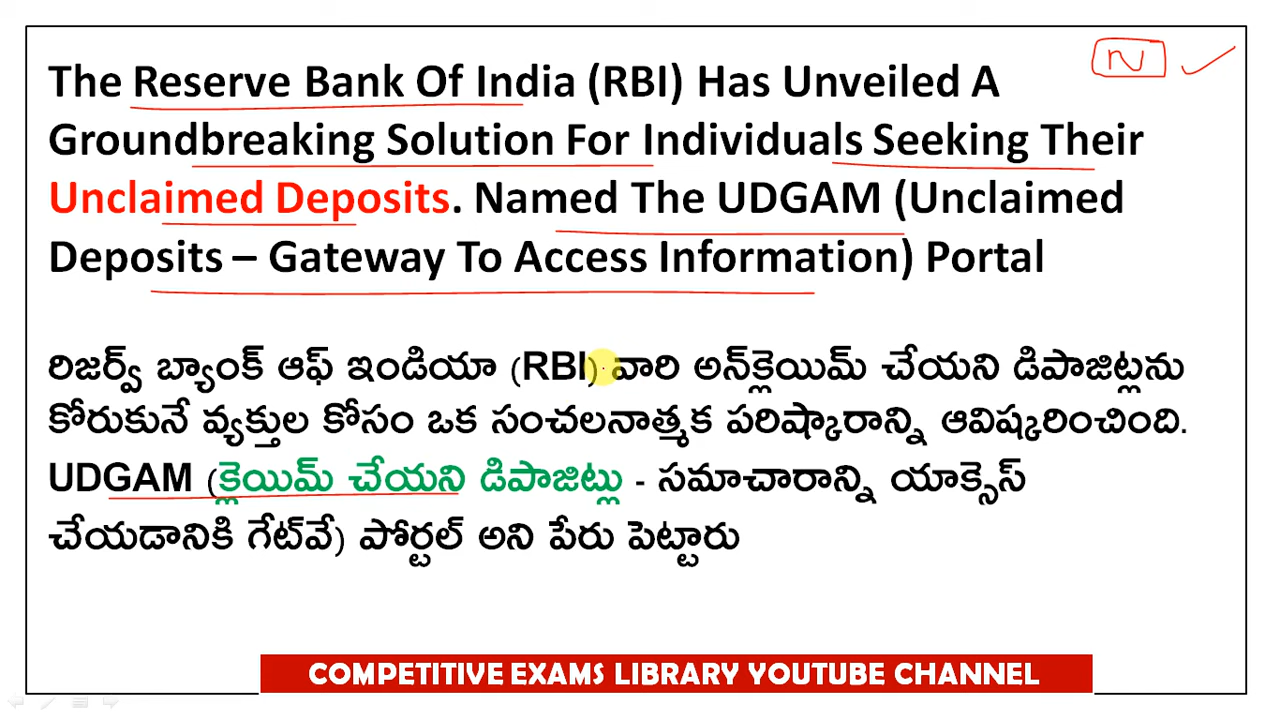 N
The Reserve Bank Of India (RBI) Has Unveiled A
Groundbreaking Solution For Individuals Seeking Their
Unclaimed Deposits. Named The UDGAM (Unclaimed
Deposits – Gateway To Access Information) Portal
రిజర్వ్ బ్యాంక్ ఆఫ్ ఇండియా (RBI) వారి అన్‌క్లెయిమ్ చేయని డిపాజిట్లను
కోరుకునే వ్యక్తుల కోసం ఒక సంచలనాత్మక పరిష్కారాన్ని ఆవిష్కరించింది.
UDGAM (క్లెయిమ్ చేయని డిపాజిట్లు - సమాచారాన్ని యాక్సెస్
చేయడానికి గేట్‌వే) పోర్టల్ అని పేరు పెట్టారు
COMPETITIVE EXAMS LIBRARY YOUTUBE CHANNEL